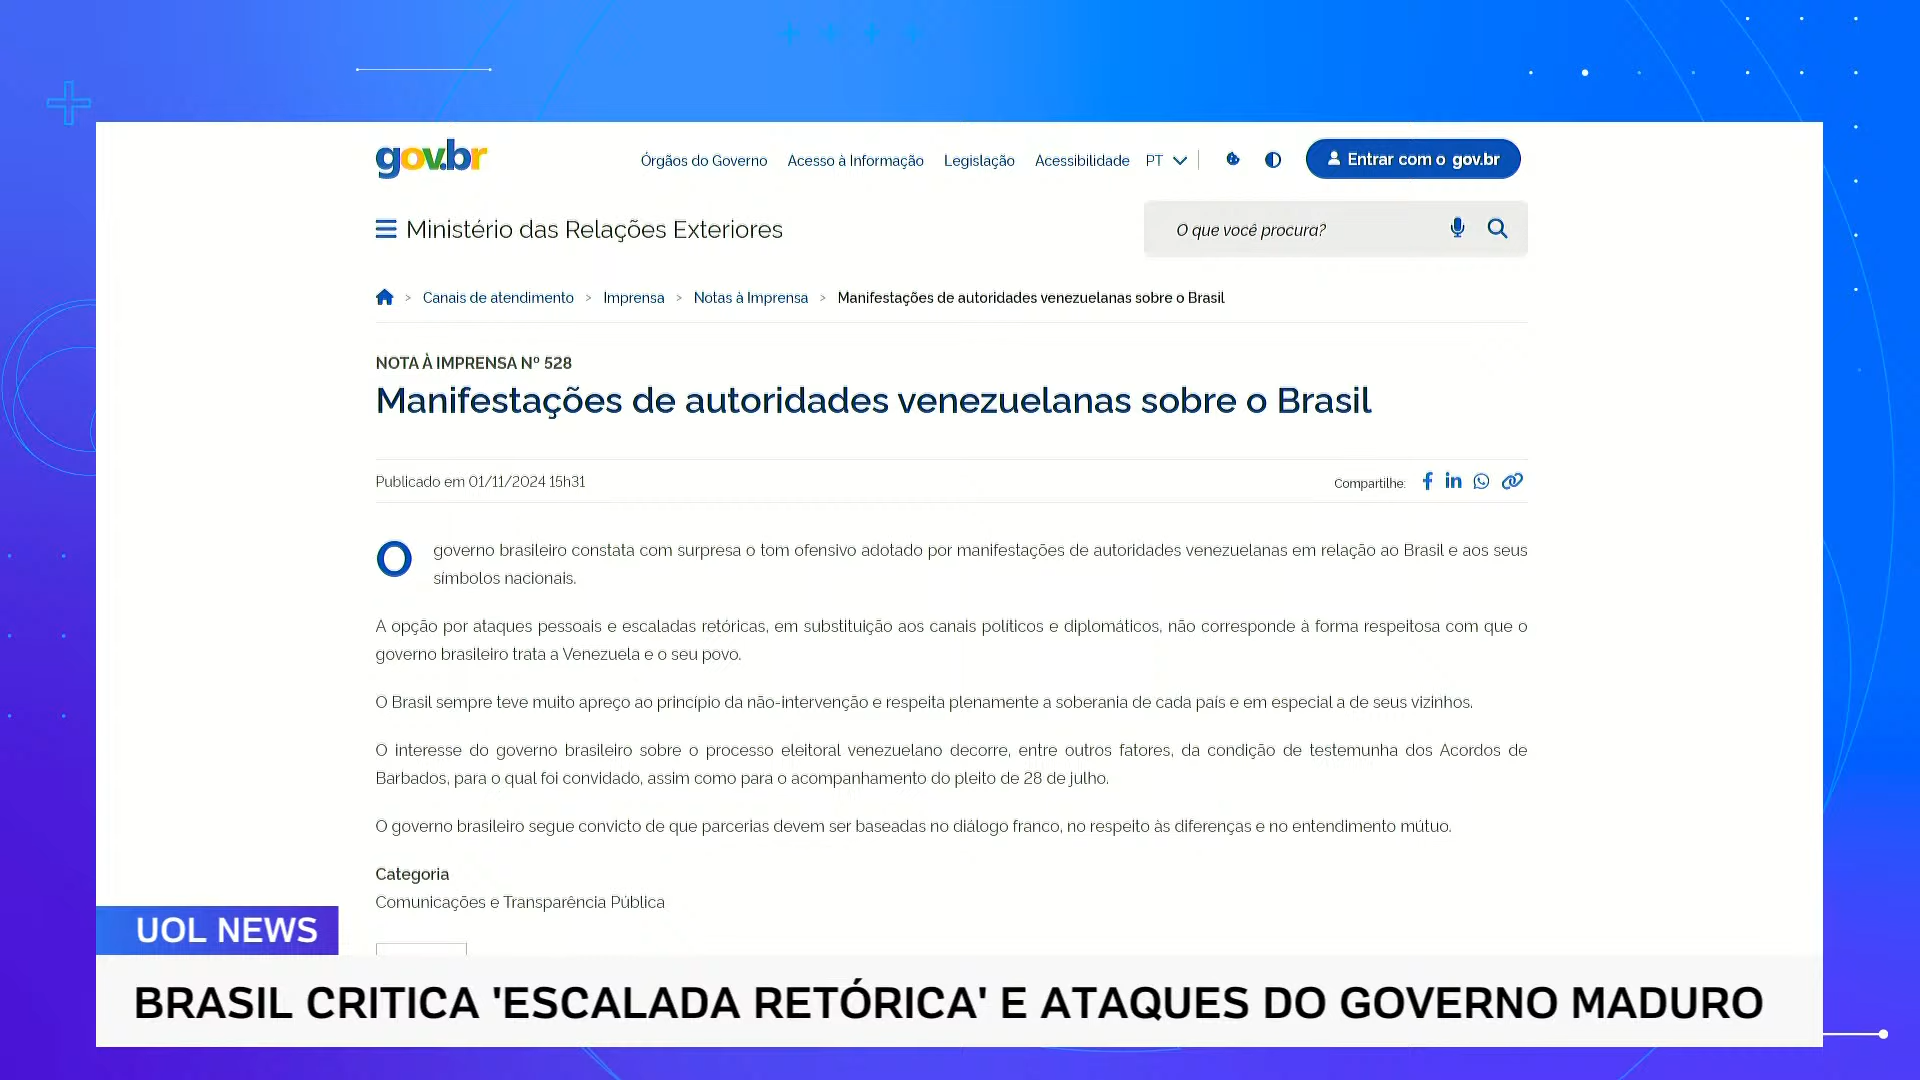 gov.br
Órgãos do Governo Acesso à Informação Legislação Acessibilidade PT Entrar com o gov.br
Ministério das Relações Exteriores
O que você procura?
Canais de atendimento > Imprensa > Notas à Imprensa > Manifestações de autoridades venezuelanas sobre o Brasil
NOTA À IMPRENSA Nº 528
Manifestações de autoridades venezuelanas sobre o Brasil
Publicado em 01/11/2024 15h31
Compartilhe:
O governo brasileiro constata com surpresa o tom ofensivo adotado por manifestações de autoridades venezuelanas em relação ao Brasil e aos seus
símbolos nacionais.
A opção por ataques pessoais e escaladas retóricas, em substituição aos canais políticos e diplomáticos, não corresponde à forma respeitosa com que o
governo brasileiro trata a Venezuela e o seu povo.
O Brasil sempre teve muito apreço ao princípio da não-intervenção e respeita plenamente a soberania de cada país e em especial a de seus vizinhos.
O interesse do governo brasileiro sobre o processo eleitoral venezuelano decorre, entre outros fatores, da condição de testemunha dos Acordos de
Barbados, para o qual foi convidado, assim como para o acompanhamento do pleito de 28 de julho.
O governo brasileiro segue convicto de que parcerias devem ser baseadas no diálogo franco, no respeito às diferenças e no entendimento mútuo.
Categoria
Comunicações e Transparência Pública
UOL NEWS
BRASIL CRITICA 'ESCALADA RETÓRICA' E ATAQUES DO GOVERNO MADURO